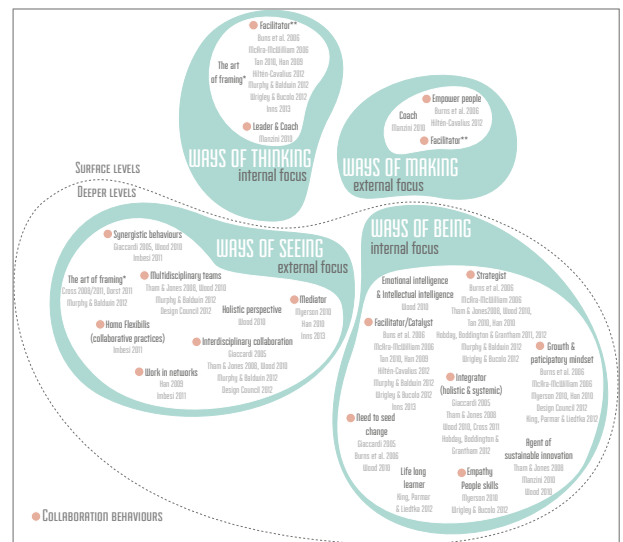 Facilitator**
Burns et al. 2006
McAra-McWilliam 2006
Tan 2010, Han 2009
Hiltén-Cavalius 2012
Murphy & Baldwin 2012
Wrigley & Bucolo 2012
Inns 2013
The art
of framing*
Leader & Coach
Manzini 2010
WAYS OF THINKING
internal focus
Empower people
Burns et al. 2006
Hiltén-Cavalius 2012
Coach
Manzini 2010
Facilitator**
WAYS OF MAKING
external focus
SURFACE LEVELS
DEEPER LEVELS
WAYS OF SEEING
external focus
Synergistic behaviours
Giaccardi 2005, Wood 2010
Imbesi 2011
The art of framing*
Cross 2008/2011, Dorst 2011
Murphy & Baldwin 2012
Multidisciplinary teams
Tham & Jones 2008, Wood 2010
Murphy & Baldwin 2012
Design Council 2012
Holistic perspective
Wood 2010
Mediator
Myerson 2010
Han 2010
Inns 2013
Homo Flexibilis
(collaborative practices)
Imbesi 2011
Interdisciplinary collaboration
Giaccardi 2005
Tham & Jones 2008, Wood 2010
Murphy & Baldwin 2012
Design Council 2012
Work in networks
Han 2009
Imbesi 2011
WAYS OF BEING
internal focus
Emotional intelligence
& Intellectual intelligence
Wood 2010
Strategist
Burns et al. 2006
McAra-McWilliam 2006
Tham & Jones2008, Wood 2010,
Tan 2010, Han 2010
Hobday, Boddington & Grantham 2011, 2012
Murphy & Baldwin 2012
Wrigley & Bucolo 2012
Facilitator/Catalyst
Burns et al. 2006
McAra-McWilliam 2006
Tan 2010, Han 2009
Hiltén-Cavalius 2012
Murphy & Baldwin 2012
Wrigley & Bucolo 2012
Inns 2013
Growth &
paticipatory mindset
Burns et al. 2006
McAra-McWilliam 2006
Myerson 2010, Han 2010
Design Council 2012
King, Parmar & Liedtka 2012
Integrator
(holistic & systemic)
Giaccardi 2005
Tham & Jones 2008
Wood 2010, Cross 2011
Hobday, Boddington &
Grantham 2012
Need to seed
change
Giaccardi 2005
Burns et al. 2006
Wood 2010
Agent of
sustainable innovation
Tham & Jones 2008
Manzini 2010
Wood 2010
Life long
learner
King, Parmar
& Liedtka 2012
Empathy
People skills
Myerson 2010
Wrigley & Bucolo 2012
COLLABORATION BEHAVIOURS